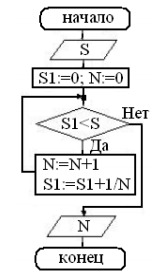 начало
S
S1:=0; N:=0
S1<S
Нет
Да
N:=N+1
S1:=S1+1/N
N
конец